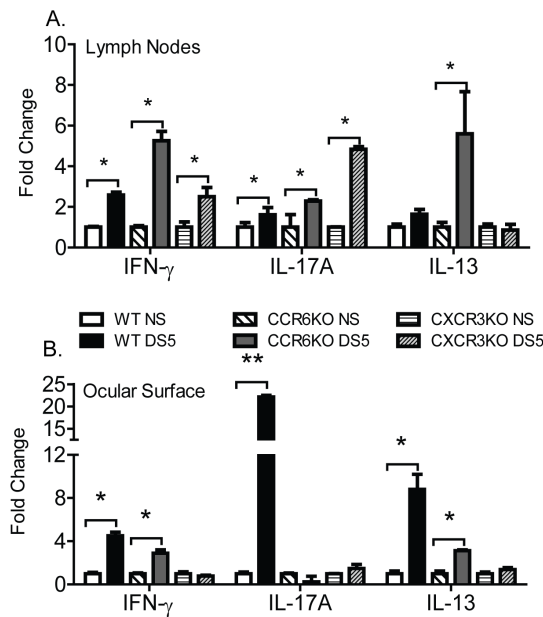 A.
Lymph Nodes
Fold Change
10
8
6
4
2
0
* * * * * * *
IFN-γ IL-17A IL-13
WT NS CCR6KO NS CXCR3KO NS
WT DS5 CCR6KO DS5 CXCR3KO DS5
B.
Ocular Surface
Fold Change
25
20
15
12
8
4
0
* * ** * *
IFN-γ IL-17A IL-13